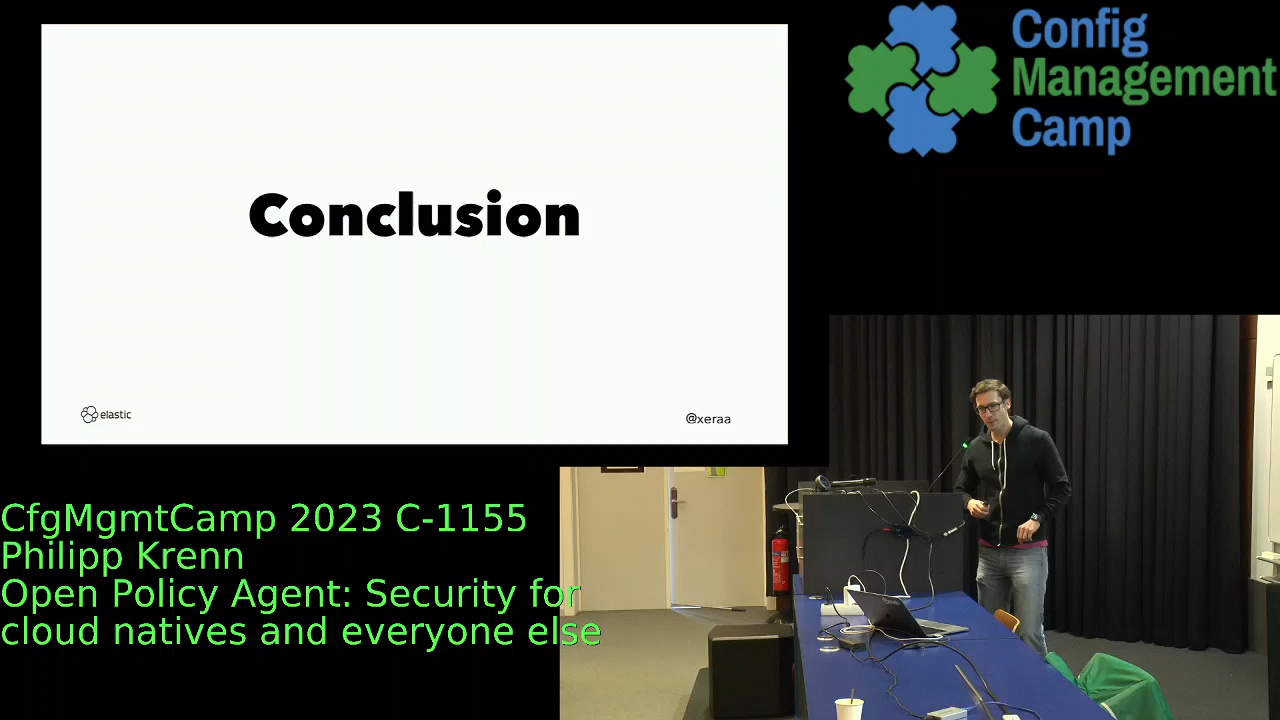 Conclusion
elastic
@xeraa
Config
Management
Camp
CfgMgmtCamp 2023 C-1155
Philipp Krenn
Open Policy Agent: Security for
cloud natives and everyone else